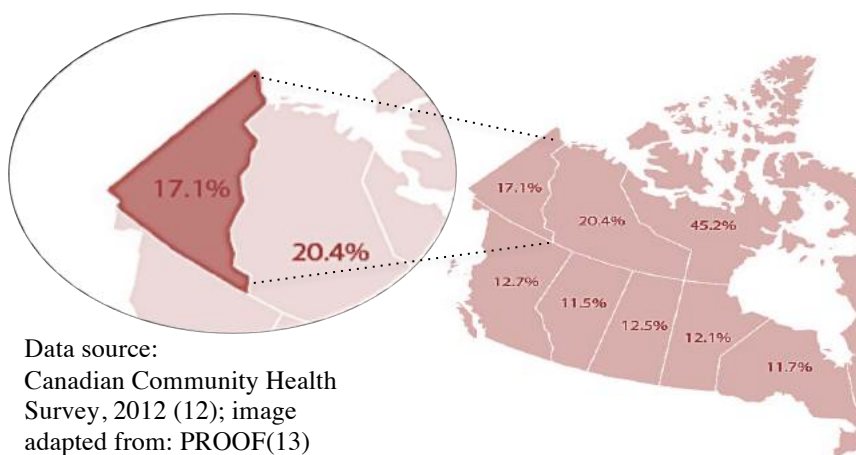 17.1%
20.4%
17.1%
20.4%
45.2%
12.7%
11.5%
12.5%
12.1%
11.7%
Data source:
Canadian Community Health
Survey, 2012 (12); image
adapted from: PROOF(13)